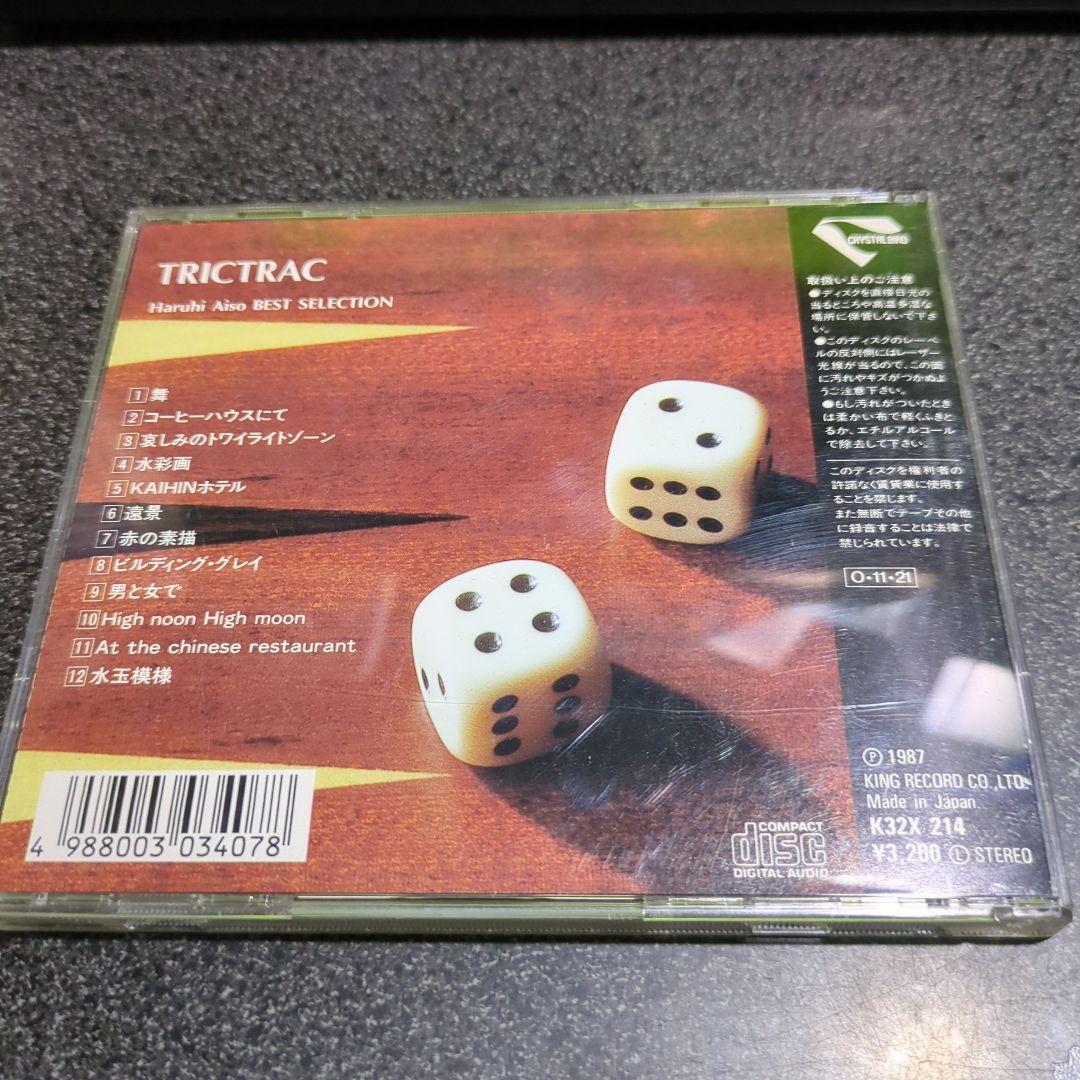 TRICTRAC
Haruhi Aiso BEST SELECTION
1 舞
2 コーヒーハウスにて
3 哀しみのトワイライトゾーン
4 水彩画
5 KAIHINホテル
6 遠景
7 赤の素描
8 ビルディング・グレイ
9 男と女で
10 High noon High moon
11 At the chinese restaurant
12 水玉模様
4 988003 034078
CRYSTAL BIRD
取扱い上のご注意
●ディスクを直接日光の
当るところや高温多湿な
場所に保管しないで下さ
い。
●このディスクのレーベ
ルの反対側にはレーザー
光線が当るので、この面
に汚れやキズがつかぬよ
うご注意下さい。
●もし汚れがついたとき
は柔かい布で軽くふきと
るか、エチルアルコール
で除去して下さい。
このディスクを権利者の
許諾なく賃貸業に使用す
ることを禁じます。
また無断でテープその他
に録音することは法律で
禁じられています。
O・11・21
COMPACT
disc
DIGITAL AUDIO
Ⓟ 1987
KING RECORD CO.,LTD.
Made in Japan.
K32X 214
¥3,200 Ⓛ STEREO